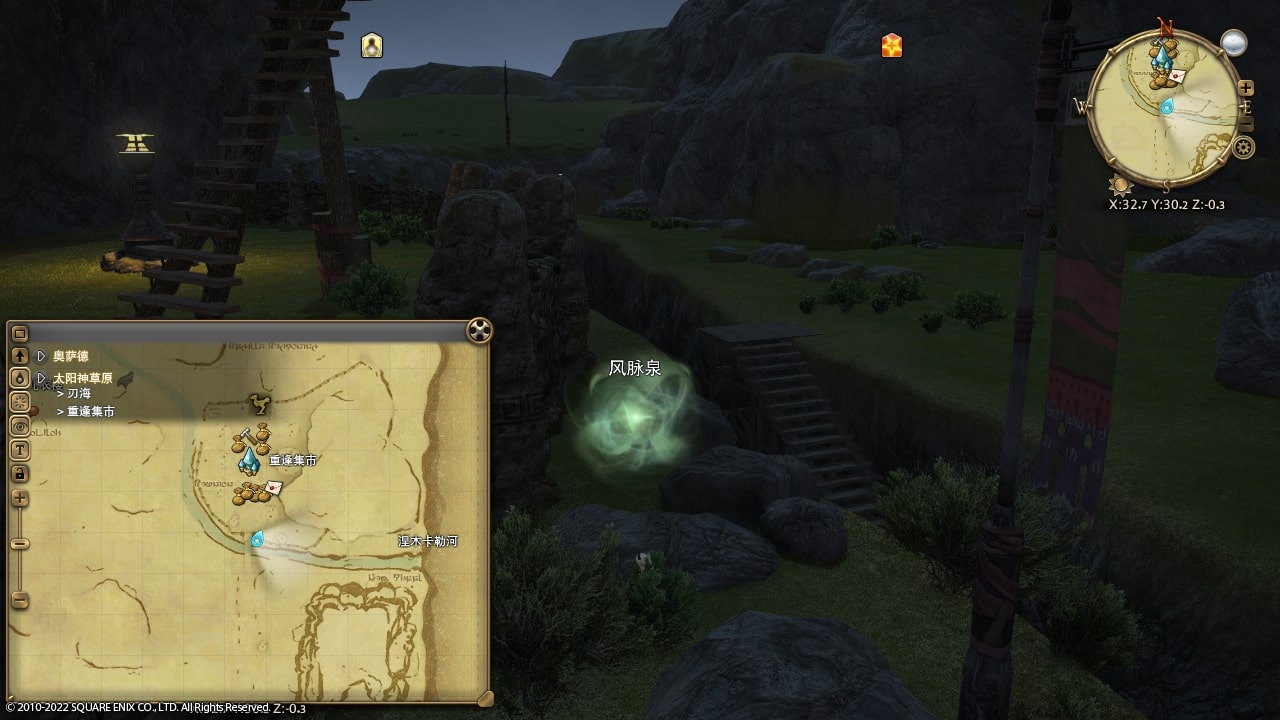 N
W
E
S
X:32.7 Y:30.2 Z:-0.3
奥萨德
太阳神草原
> 刃海
> 重逢集市
重逢集市
涅木卡勒河
风脉泉
T
© 2010-2022 SQUARE ENIX CO., LTD. All Rights Reserved.
Z:-0.3